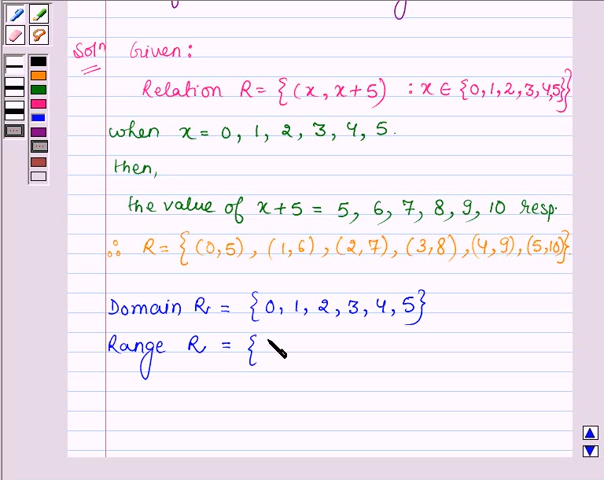 Soln Given:
Relation R = { (x, x+5) : x ∈ {0,1,2,3,4,5}}
when x = 0, 1, 2, 3, 4, 5.
then,
the value of x+5 = 5, 6, 7, 8, 9, 10 resp.
∴ R = { (0,5), (1,6), (2,7), (3,8), (4,9), (5,10)}
Domain R = {0, 1, 2, 3, 4, 5}
Range R = {